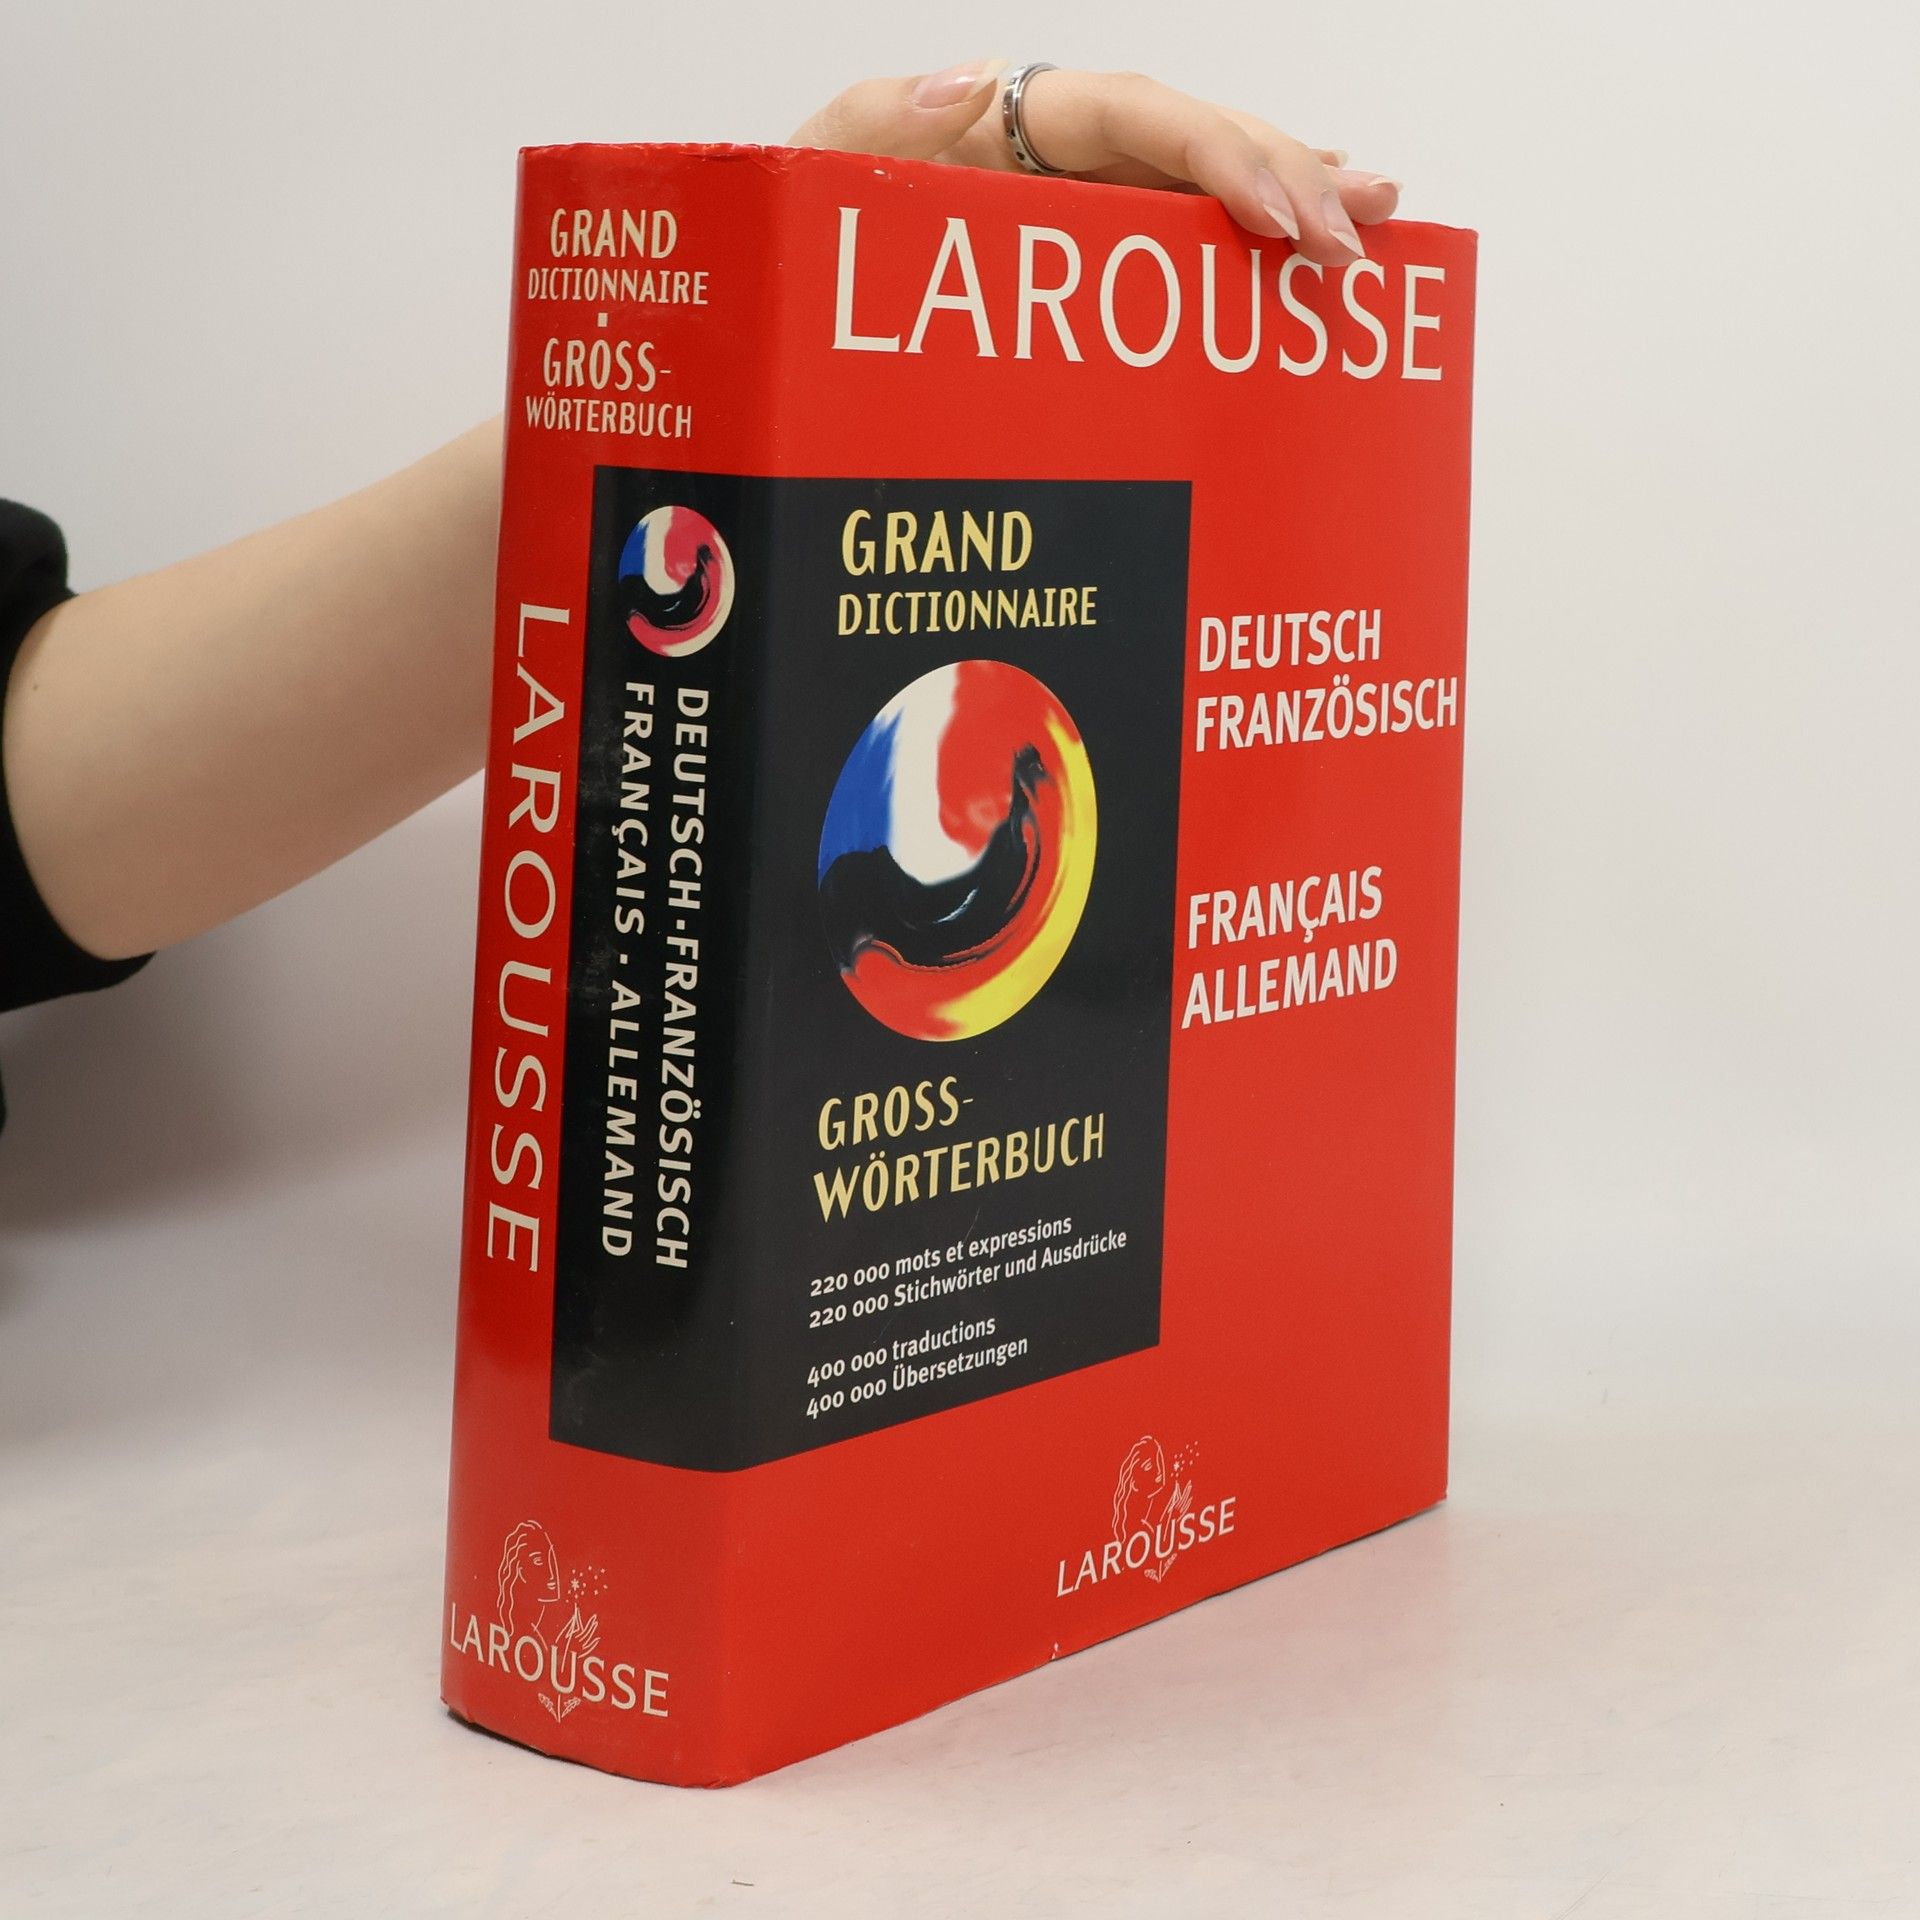 GRAND
DICTIONNAIRE
GROSS-
WÖRTERBUCH
LAROUSSE
DEUTSCH·FRANZÖSISCH
FRANÇAIS·ALLEMAND
LAROUSSE
LAROUSSE
GRAND
DICTIONNAIRE
GROSS-
WÖRTERBUCH
220 000 mots et expressions
220 000 Stichwörter und Ausdrücke
400 000 traductions
400 000 Übersetzungen
DEUTSCH
FRANZÖSISCH
FRANÇAIS
ALLEMAND
LAROUSSE